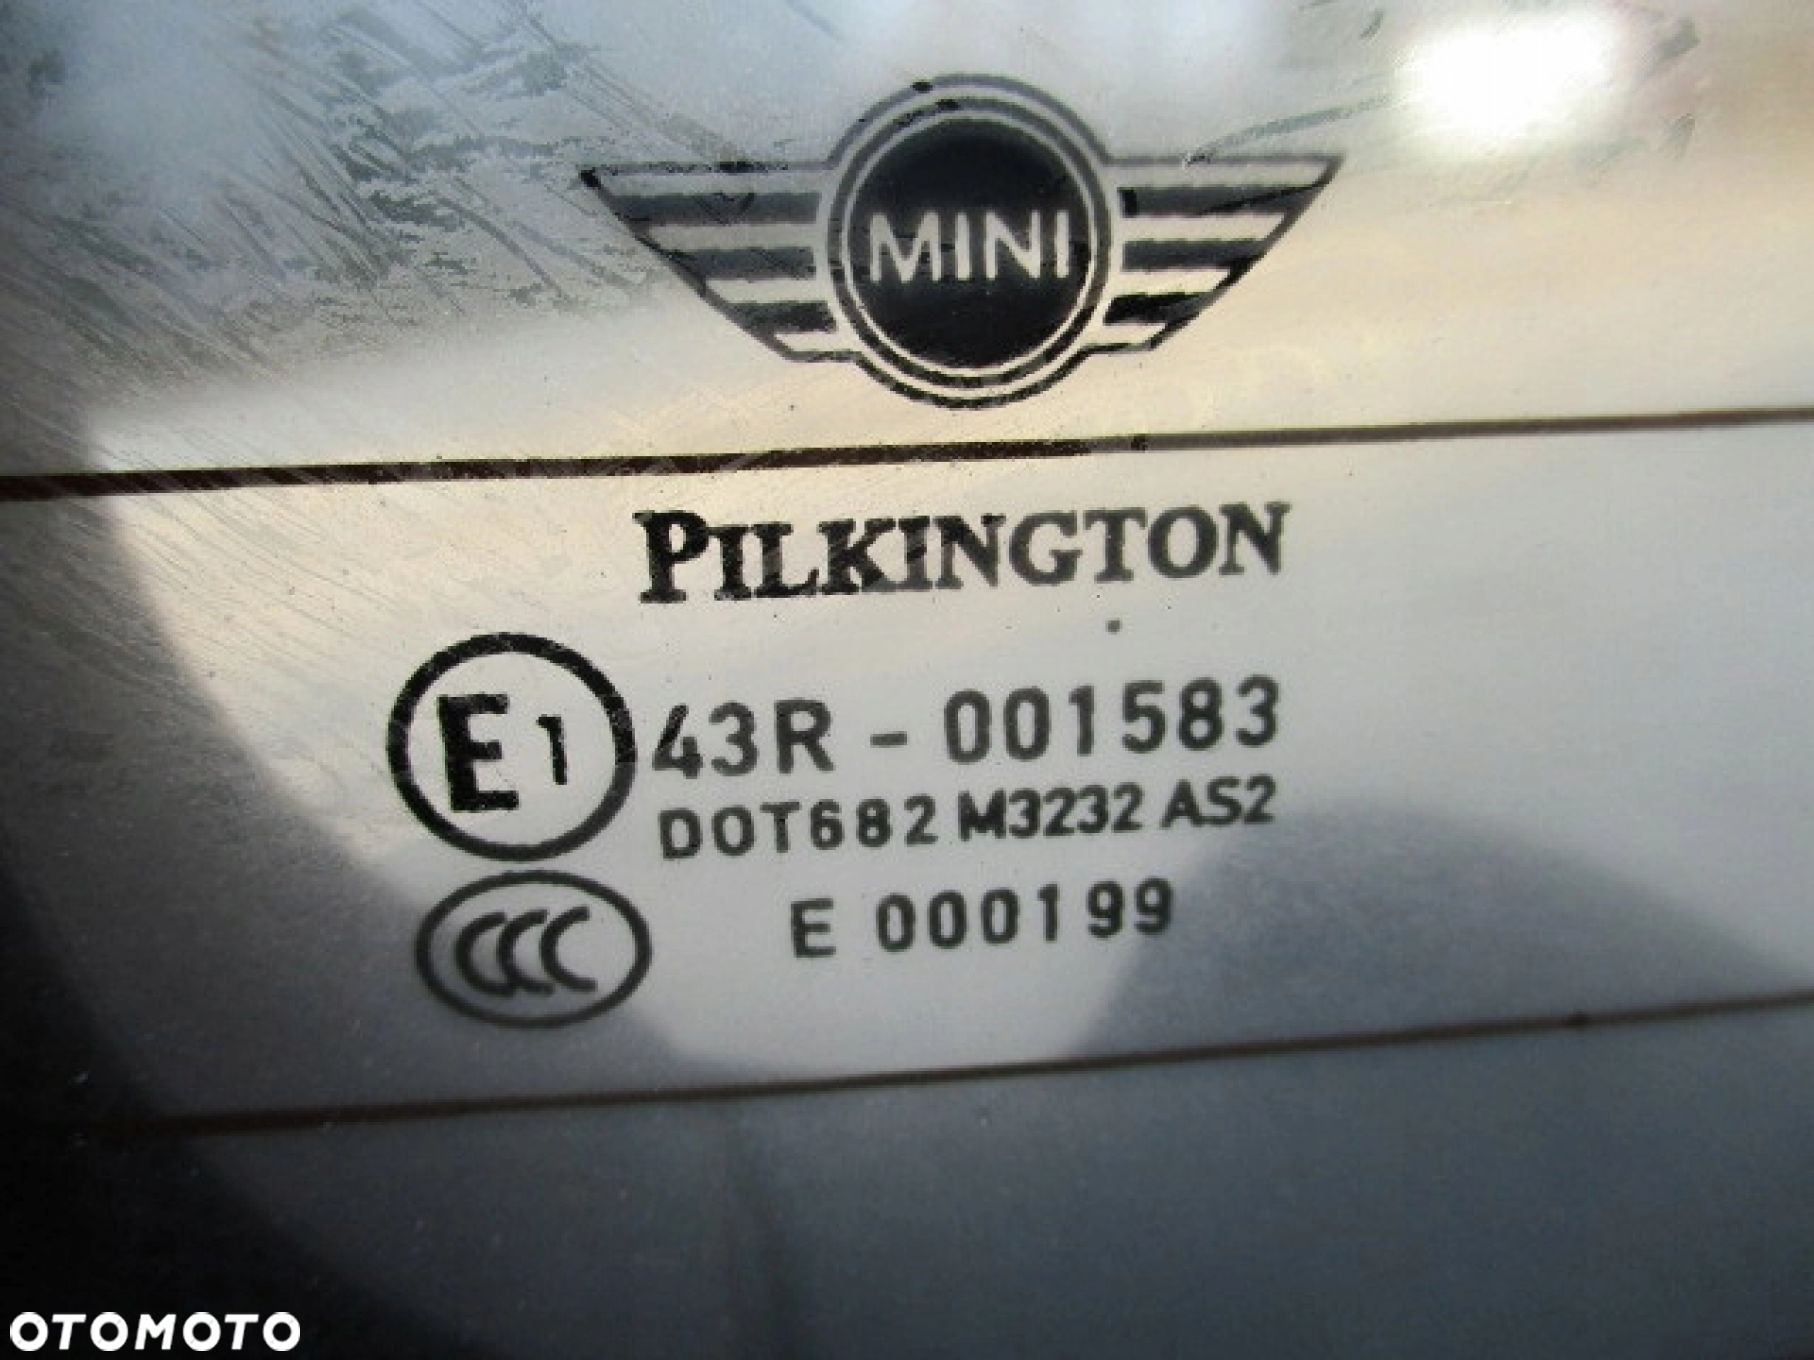 MINI
PILKINGTON
E1 43R - 001583
DOT682 M3232 AS2
CCC E 000199
OTOMOTO